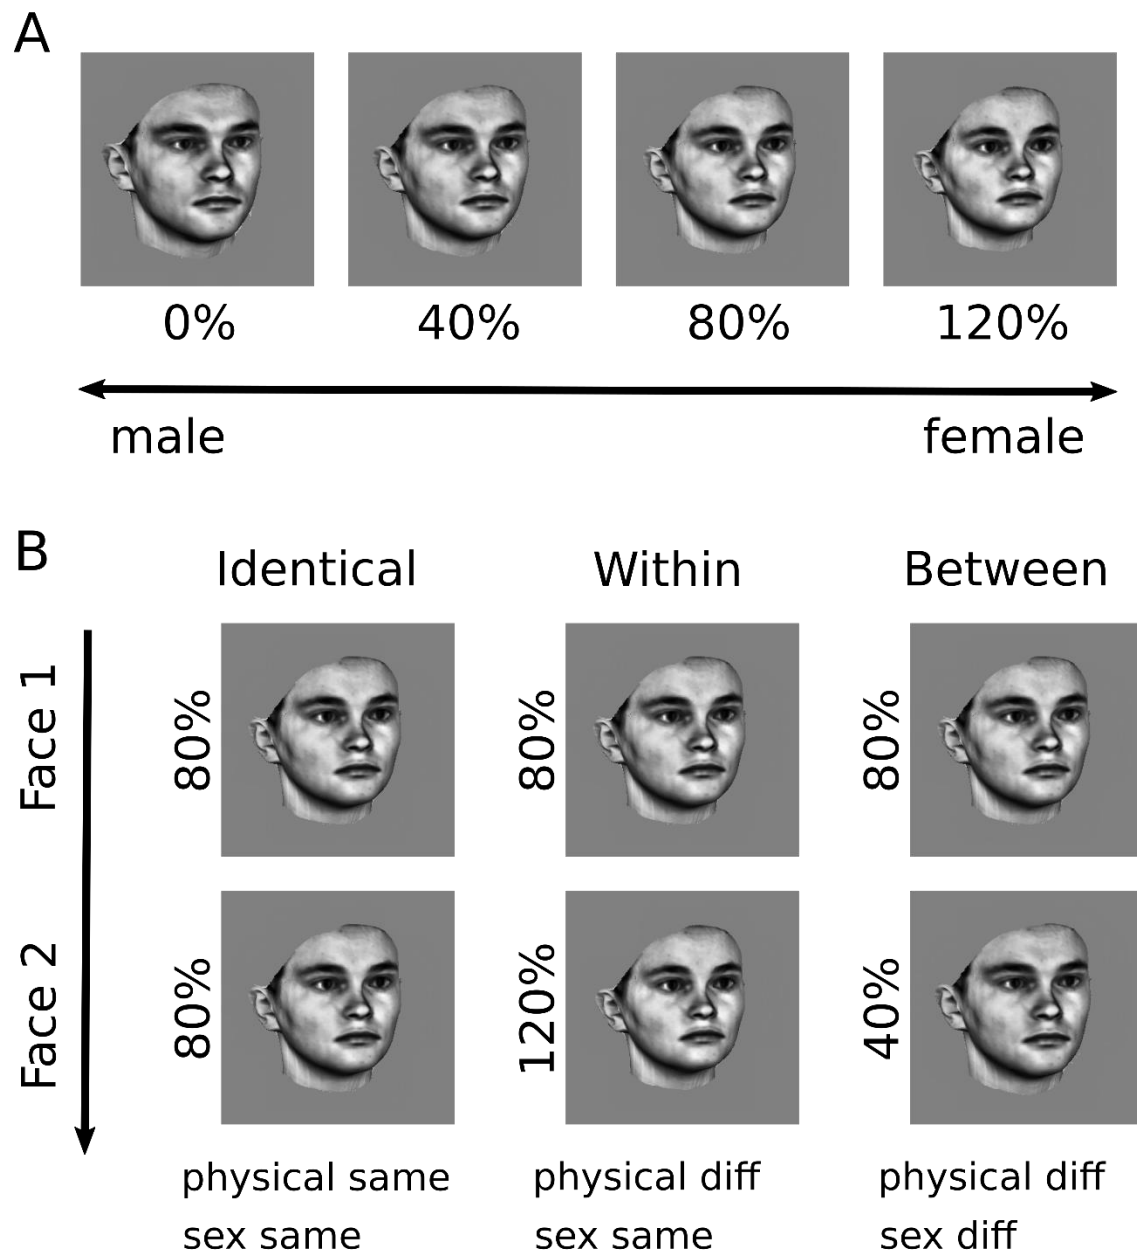 A
0%
40%
80%
120%
male
female
B
Identical
Within
Between
Face 1
80%
80%
80%
Face 2
80%
120%
40%
physical same
physical diff
physical diff
sex same
sex same
sex diff